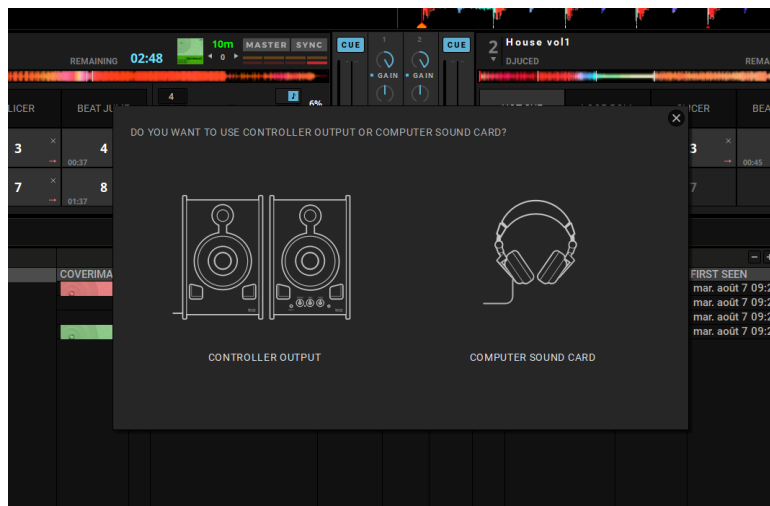 10m
MASTER SYNC
REMAINING 02:48
0
CUE
1
2
CUE
GAIN
GAIN
2
House vol1
DJUCED
4
6%
BEAT
3
4
00:37
7
8
01:37
3
00:45
7
DO YOU WANT TO USE CONTROLLER OUTPUT OR COMPUTER SOUND CARD?
CONTROLLER OUTPUT
COMPUTER SOUND CARD
FIRST SEEN
mar. août 7 09:2
mar. août 7 09:2
mar. août 7 09:2
mar. août 7 09:2